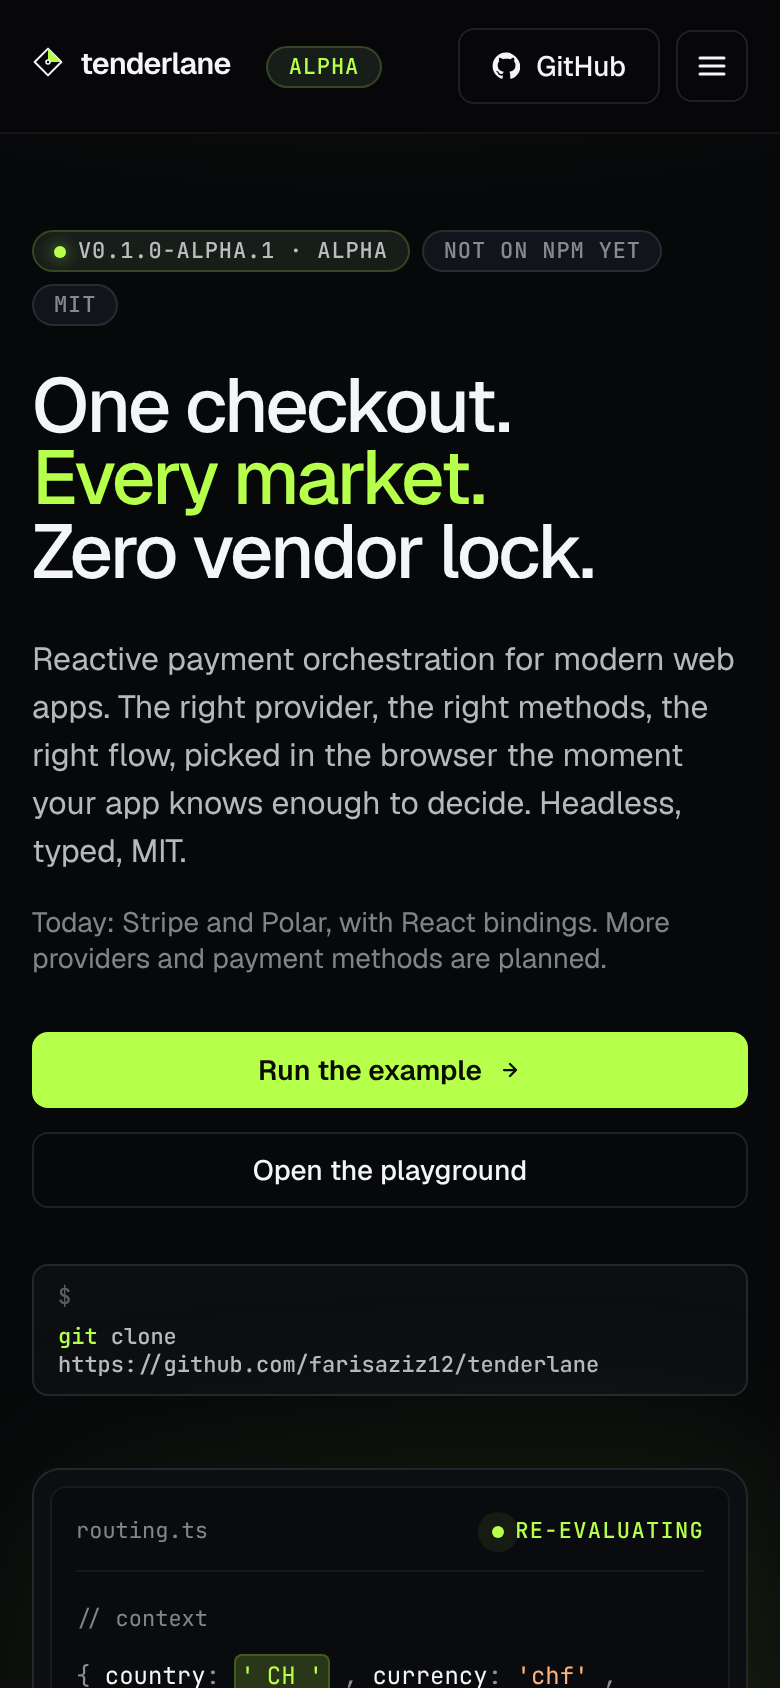 tenderlane ALPHA GitHub
V0.1.0-ALPHA.1 · ALPHA NOT ON NPM YET
MIT
One checkout.
Every market.
Zero vendor lock.
Reactive payment orchestration for modern web
apps. The right provider, the right methods, the
right flow, picked in the browser the moment
your app knows enough to decide. Headless,
typed, MIT.
Today: Stripe and Polar, with React bindings. More
providers and payment methods are planned.
Run the example →
Open the playground
$
git clone
https://github.com/farisaziz12/tenderlane
routing.ts RE-EVALUATING
// context
{ country: ' CH ' , currency: 'chf' ,